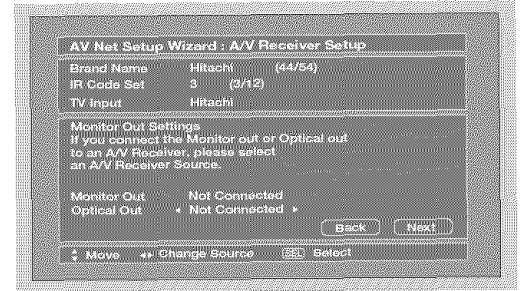 AV Net Setup Wizard : A/V Receiver Setup
Brand Name Hitachi (44/54)
IR Code Set 3 (3/12)
TV Input Hitachi
Monitor Out Settings
If you connect the Monitor out or Optical out
to an A/V Receiver, please select
an A/V Receiver Source.
Monitor Out Not Connected
Optical Out Not Connected
Back Next
Move Change Source SEL Select